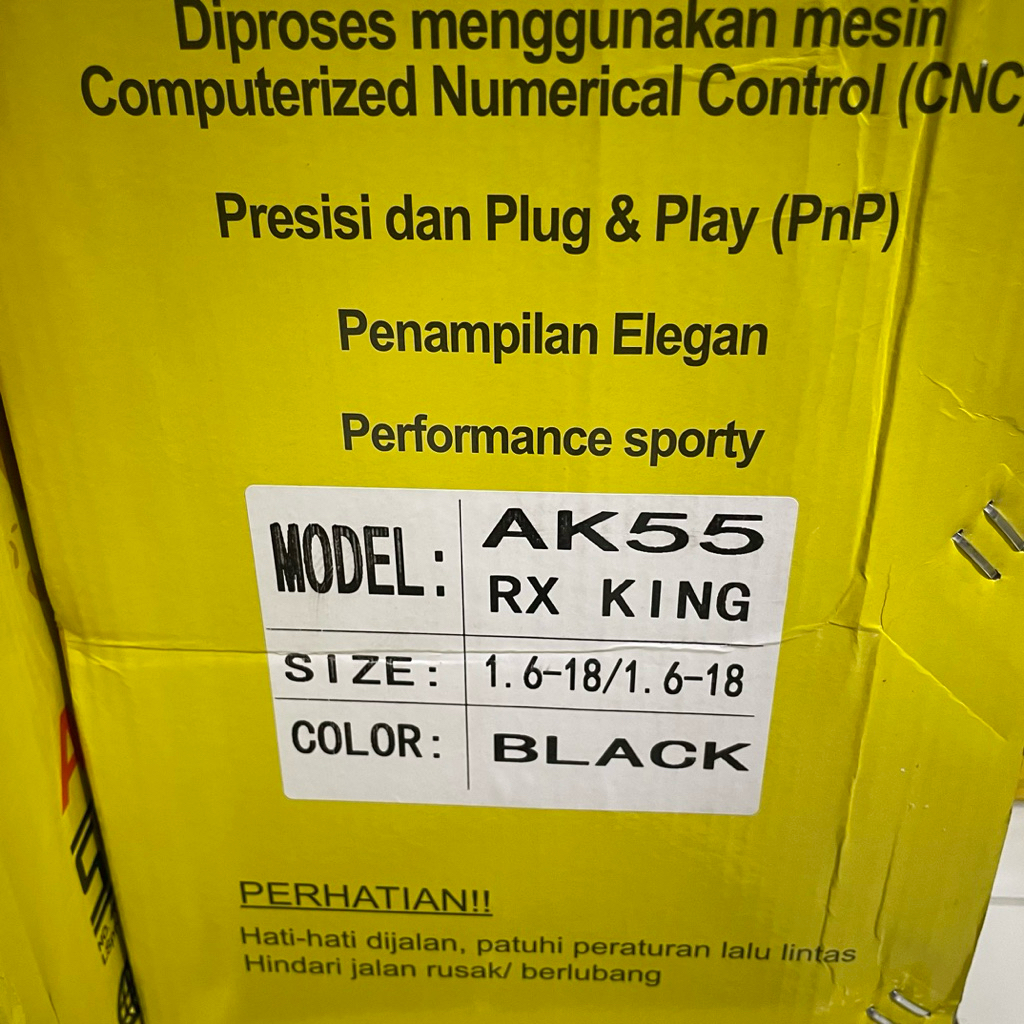 Diproses menggunakan mesin
Computerized Numerical Control (CNC)
Presisi dan Plug & Play (PnP)
Penampilan Elegan
Performance sporty
MODEL: AK55
RX KING
SIZE: 1.6-18/1.6-18
COLOR: BLACK
PERHATIAN!!
Hati-hati dijalan, patuhi peraturan lalu lintas
Hindari jalan rusak/ berlubang